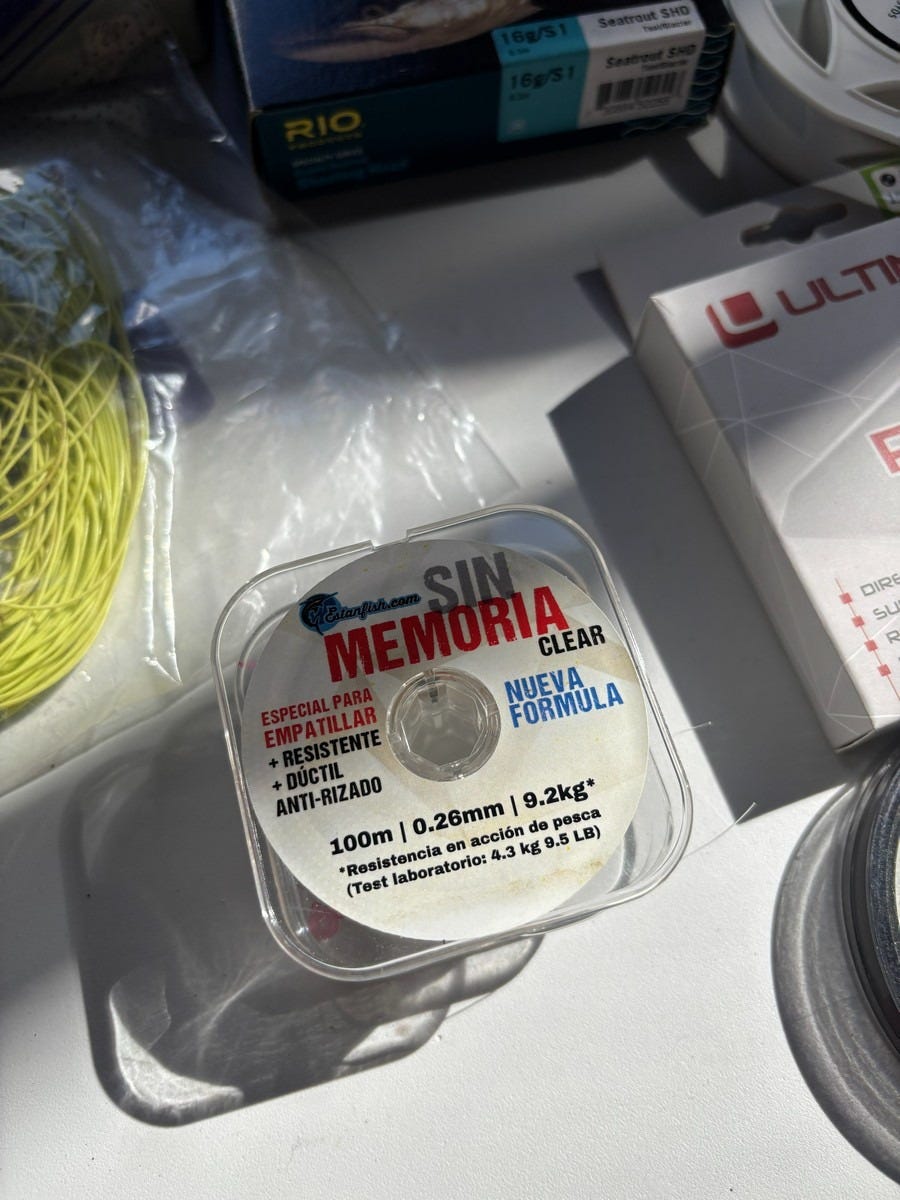 Seatrout SHD
16g/S1
Seatrout SHD
16g/S1
RIO
ULTIM
DIRE
SU
R
Estanfish.com
SIN
MEMORIA
CLEAR
ESPECIAL PARA
EMPATILLAR
+ RESISTENTE
+ DÚCTIL
ANTI-RIZADO
NUEVA
FORMULA
100m | 0.26mm | 9.2kg*
*Resistencia en acción de pesca
(Test laboratorio: 4.3 kg 9.5 LB)